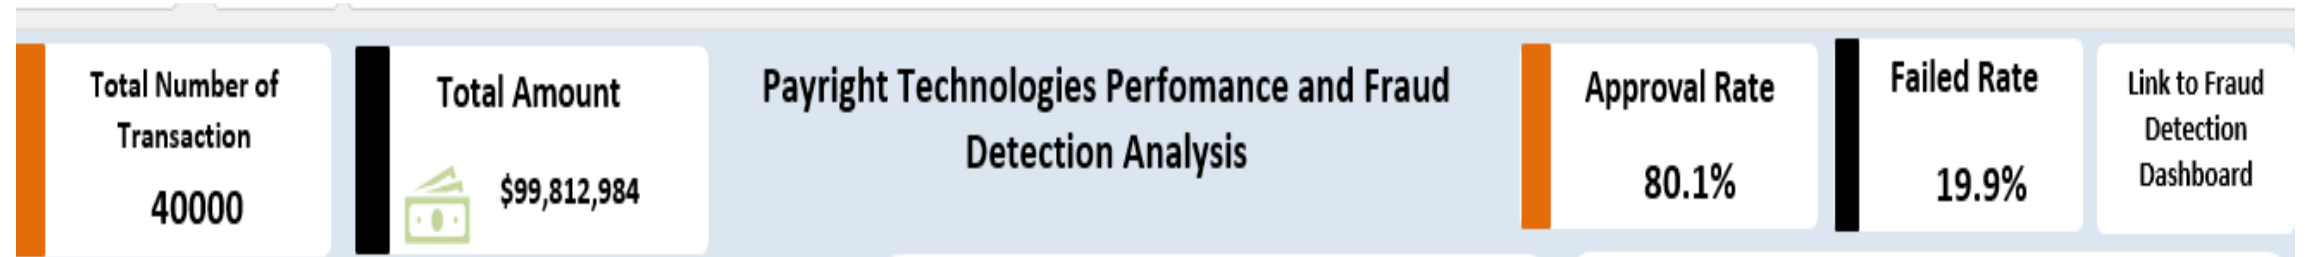 Total Number of
Transaction
40000
Total Amount
$99,812,984
Payright Technologies Perfomance and Fraud
Detection Analysis
Approval Rate
80.1%
Failed Rate
19.9%
Link to Fraud
Detection
Dashboard